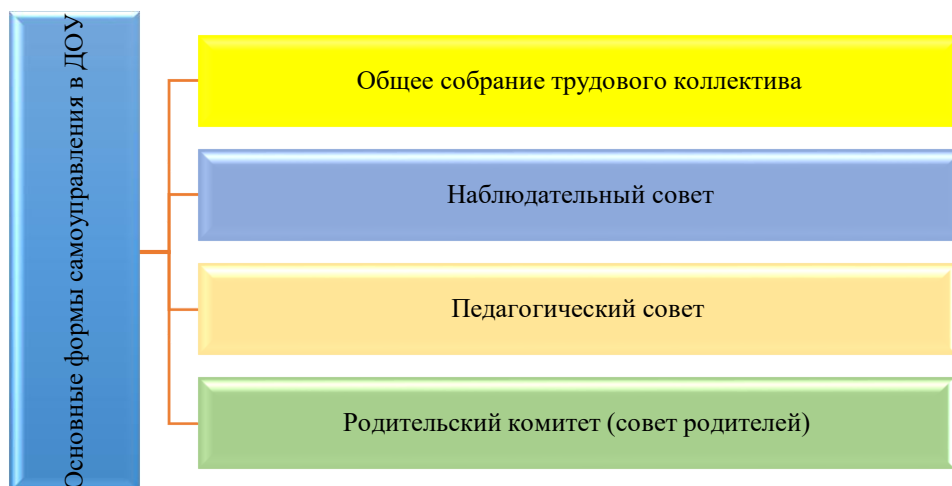 Основные формы самоуправления в ДОУ
Общее собрание трудового коллектива
Наблюдательный совет
Педагогический совет
Родительский комитет (совет родителей)